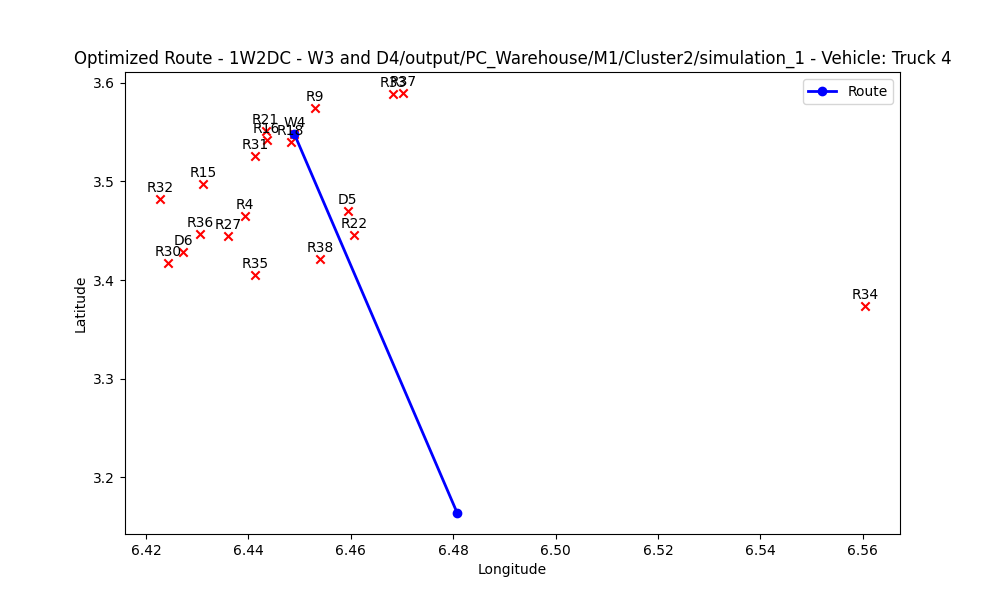 Optimized Route - 1W2DC - W3 and D4/output/PC_Warehouse/M1/Cluster2/simulation_1 - Vehicle: Truck 4
Route
R33
R37
R9
R21
W4
R16
R18
R31
R15
R32
D5
R4
R22
R36
R27
D6
R38
R30
R35
R34
3.6
3.5
3.4
3.3
3.2
Latitude
6.42
6.44
6.46
6.48
6.50
6.52
6.54
6.56
Longitude